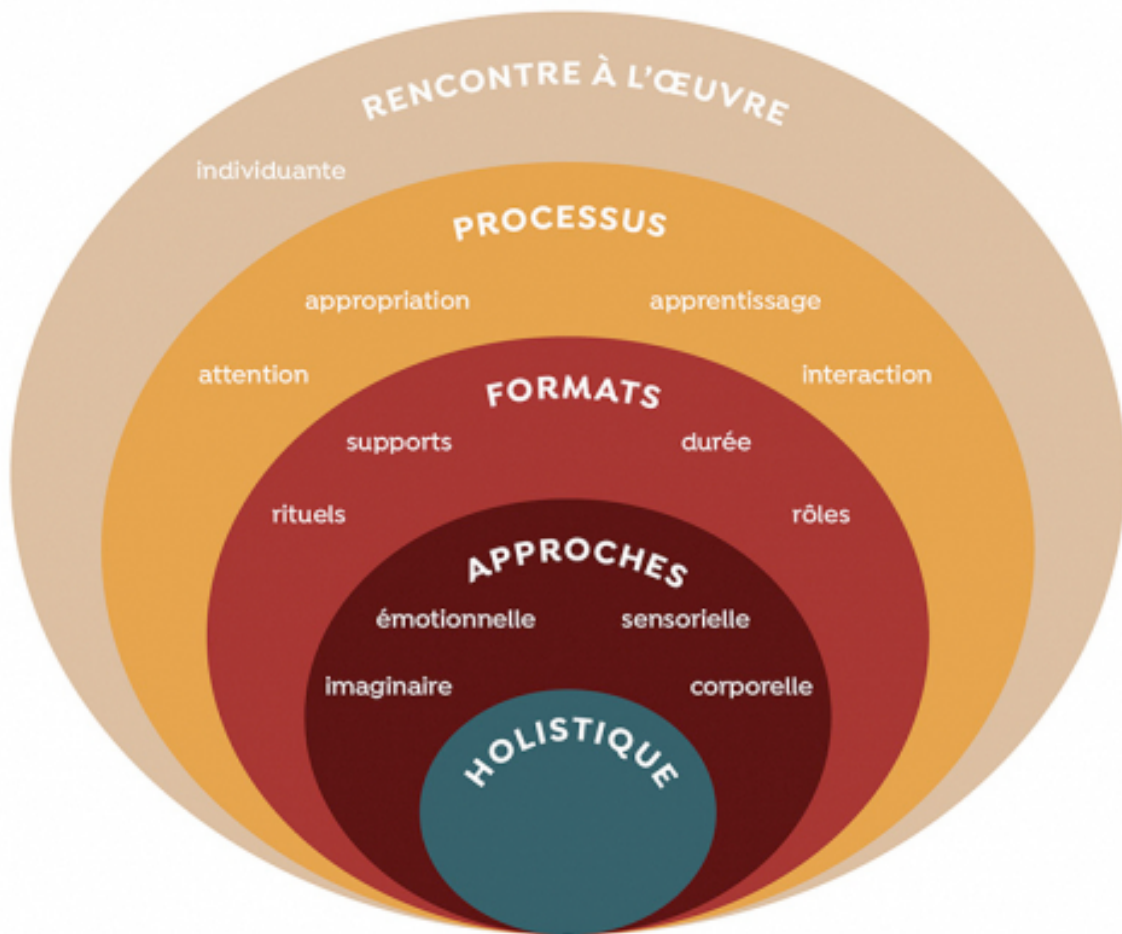 RENCONTRE À L'ŒUVRE
individuante
PROCESSUS
appropriation apprentissage
attention interaction
FORMATS
supports durée
rituels rôles
APPROCHES
émotionnelle sensorielle
imaginaire corporelle
HOLISTIQUE